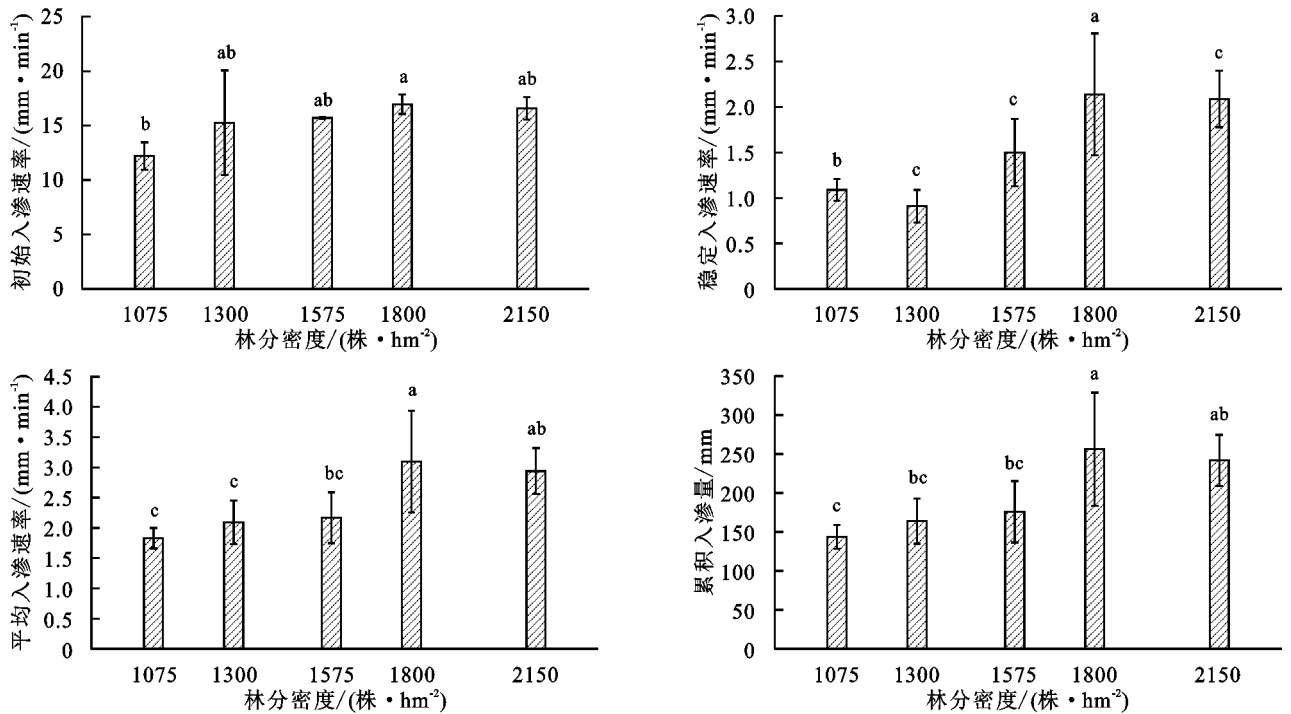 初始入渗速率/(mm·min⁻¹)
25
20
15
10
5
0
b
ab
ab
a
ab
1075 1300 1575 1800 2150
林分密度/(株·hm⁻²)
稳定入渗速率/(mm·min⁻¹)
3.0
2.5
2.0
1.5
1.0
0.5
0
b
c
c
a
c
1075 1300 1575 1800 2150
林分密度/(株·hm⁻²)
平均入渗速率/(mm·min⁻¹)
4.5
4.0
3.5
3.0
2.5
2.0
1.5
1.0
0.5
0
c
c
bc
a
ab
1075 1300 1575 1800 2150
林分密度/(株·hm⁻²)
累积入渗量/mm
350
300
250
200
150
100
50
0
c
bc
bc
a
ab
1075 1300 1575 1800 2150
林分密度/(株·hm⁻²)